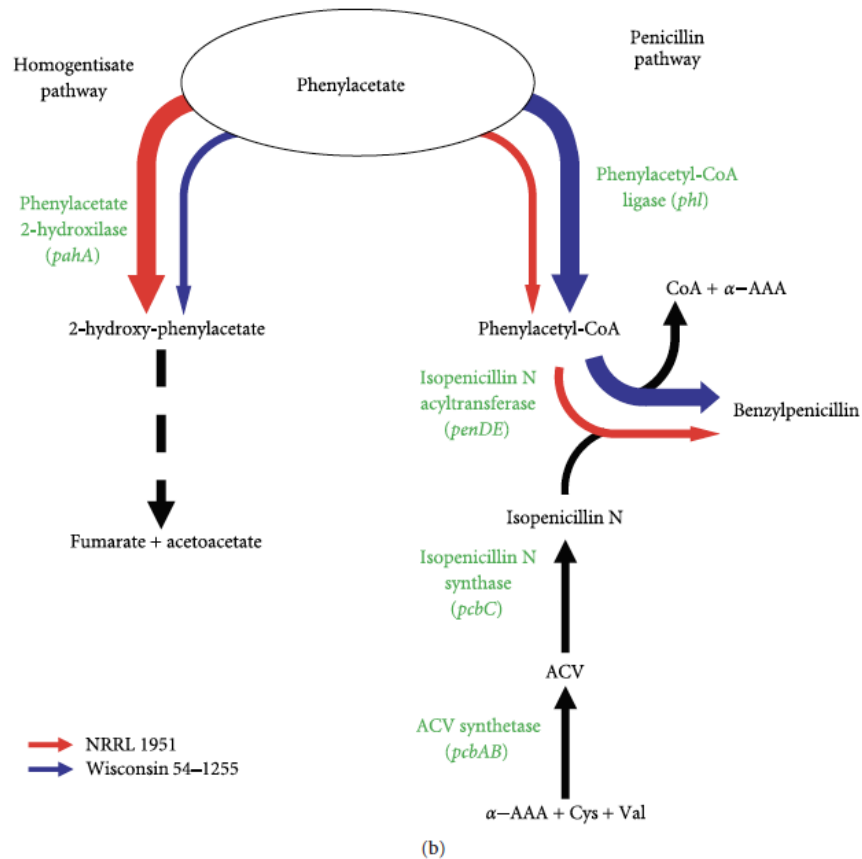 Homogentisate
pathway
Phenylacetate
Penicillin
pathway
Phenylacetate
2-hydroxilase
(pahA)
Phenylacetyl-CoA
ligase (phl)
2-hydroxy-phenylacetate
Phenylacetyl-CoA
CoA + α−AAA
Isopenicillin N
acyltransferase
(penDE)
Benzylpenicillin
Isopenicillin N
Fumarate + acetoacetate
Isopenicillin N
synthase
(pcbC)
ACV
ACV synthetase
(pcbAB)
NRRL 1951
Wisconsin 54–1255
α−AAA + Cys + Val
(b)